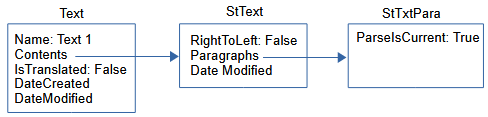 Text
Name: Text 1
Contents
IsTranslated: False
DateCreated
DateModified
StText
RightToLeft: False
Paragraphs
Date Modified
StTxtPara
ParseIsCurrent: True